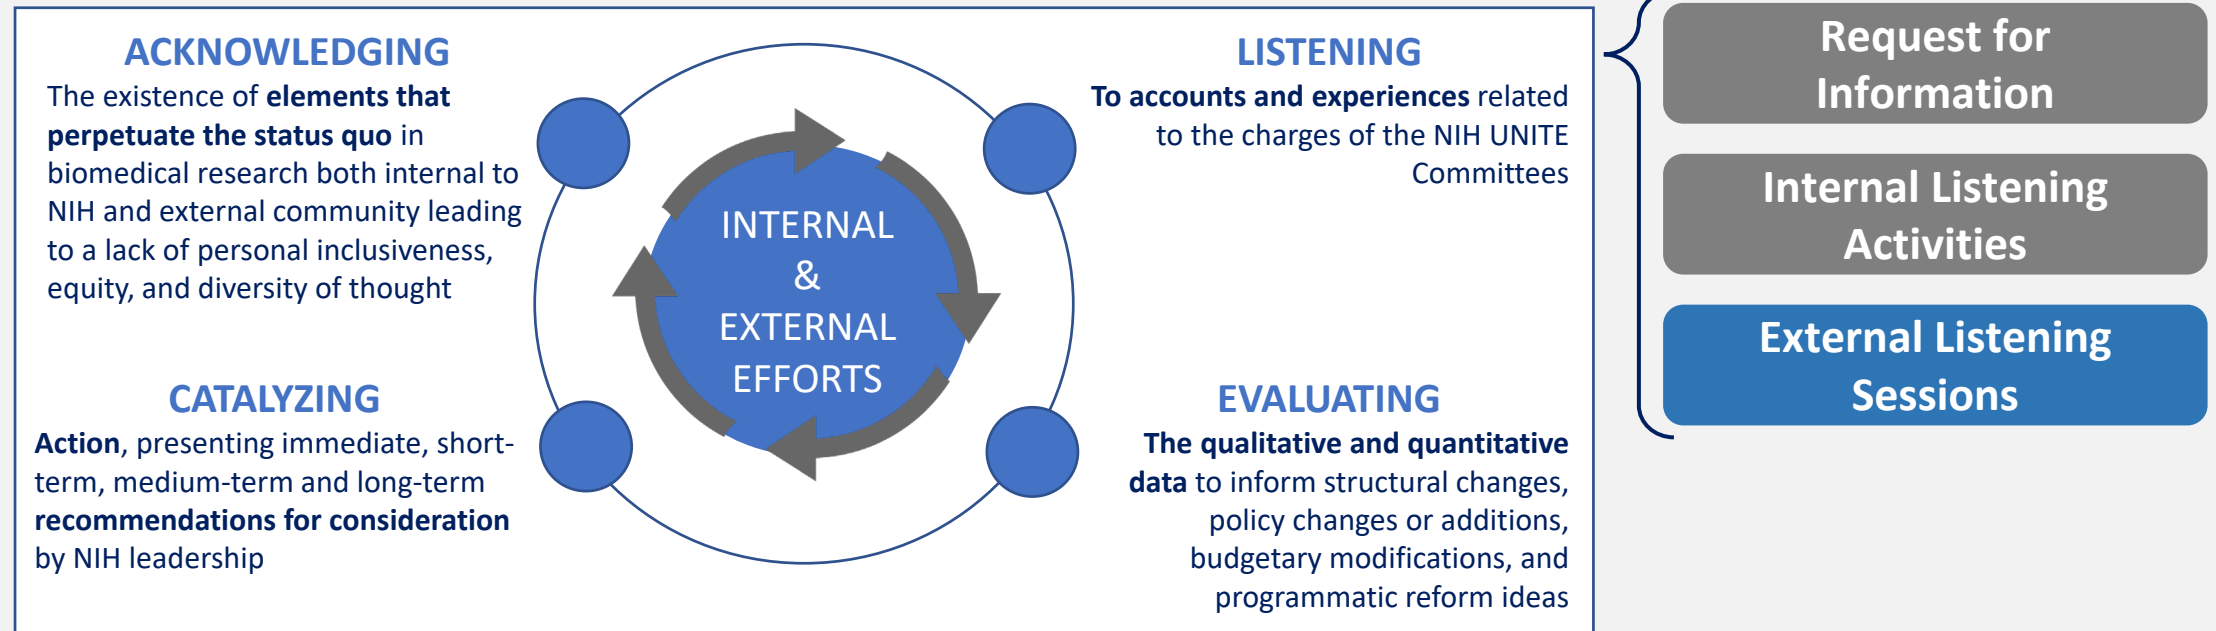 ACKNOWLEDGING
The existence of elements that
perpetuate the status quo in
biomedical research both internal to
NIH and external community leading
to a lack of personal inclusiveness,
equity, and diversity of thought
LISTENING
To accounts and experiences related
to the charges of the NIH UNITE
Committees
INTERNAL
&
EXTERNAL
EFFORTS
CATALYZING
Action, presenting immediate, short-
term, medium-term and long-term
recommendations for consideration
by NIH leadership
EVALUATING
The qualitative and quantitative
data to inform structural changes,
policy changes or additions,
budgetary modifications, and
programmatic reform ideas
Request for
Information
Internal Listening
Activities
External Listening
Sessions